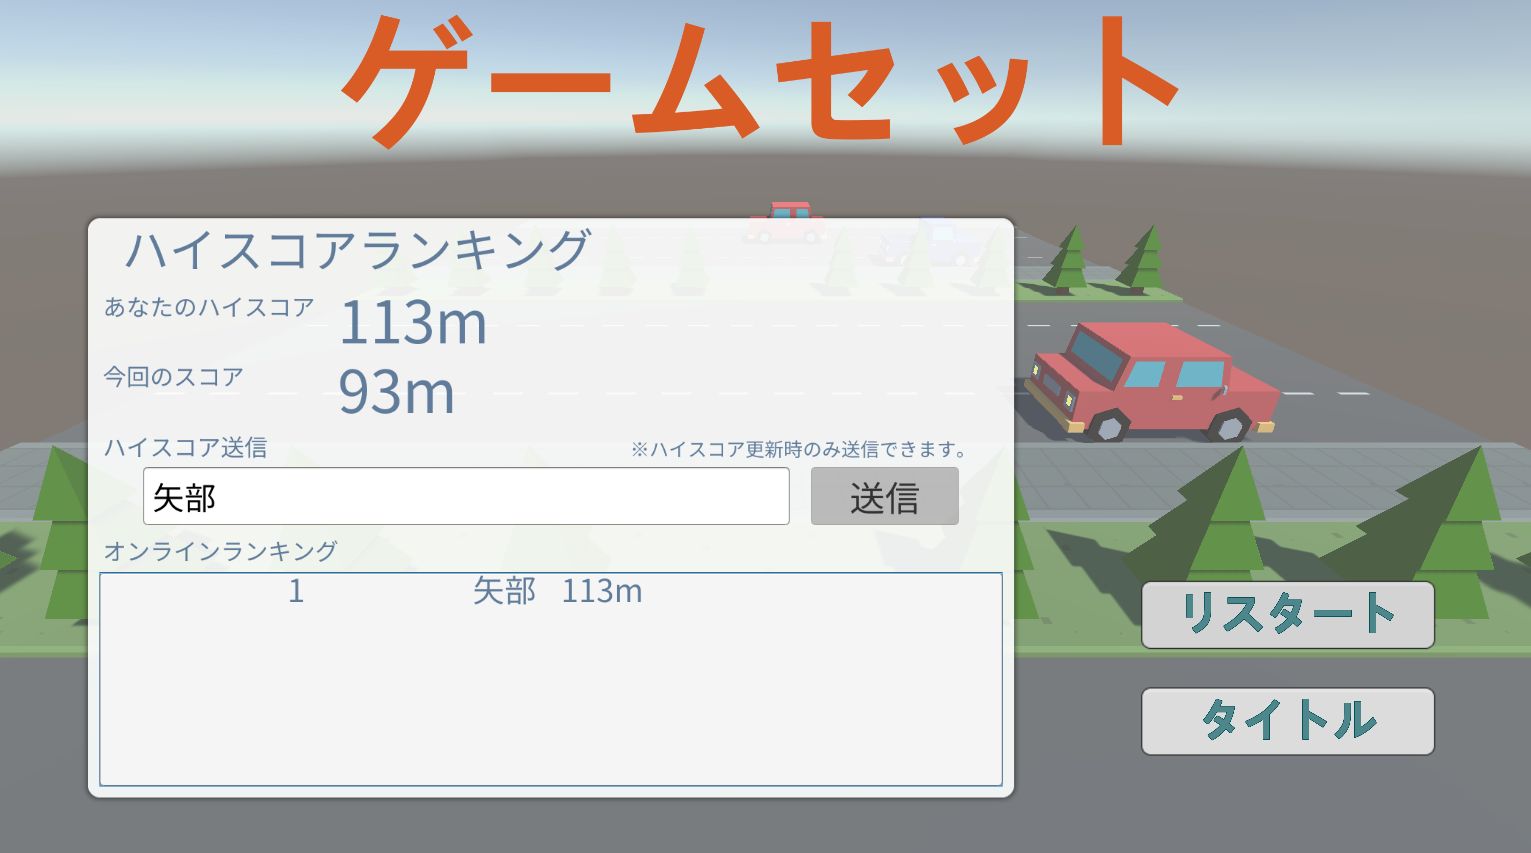 ゲームセット
ハイスコアランキング
あなたのハイスコア 113m
今回のスコア 93m
ハイスコア送信 ※ハイスコア更新時のみ送信できます。
矢部 送信
オンラインランキング
1 矢部 113m
リスタート
タイトル